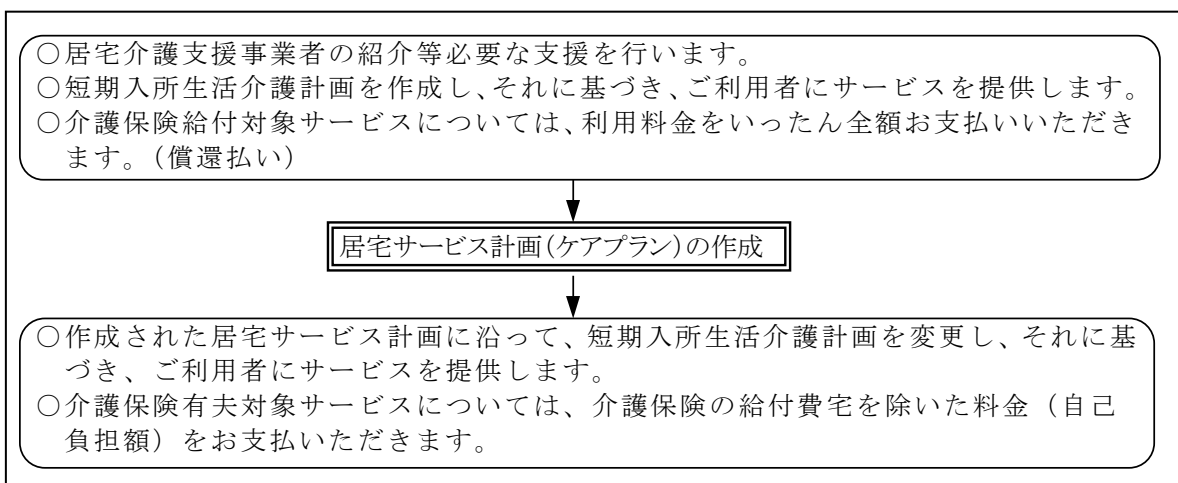 ○居宅介護支援事業者の紹介等必要な支援を行います。
○短期入所生活介護計画を作成し、それに基づき、ご利用者にサービスを提供します。
○介護保険給付対象サービスについては、利用料金をいったん全額お支払いいただき
ます。（償還払い）
居宅サービス計画（ケアプラン）の作成
○作成された居宅サービス計画に沿って、短期入所生活介護計画を変更し、それに基
づき、ご利用者にサービスを提供します。
○介護保険有夫対象サービスについては、介護保険の給付費宅を除いた料金（自己
負担額）をお支払いただきます。